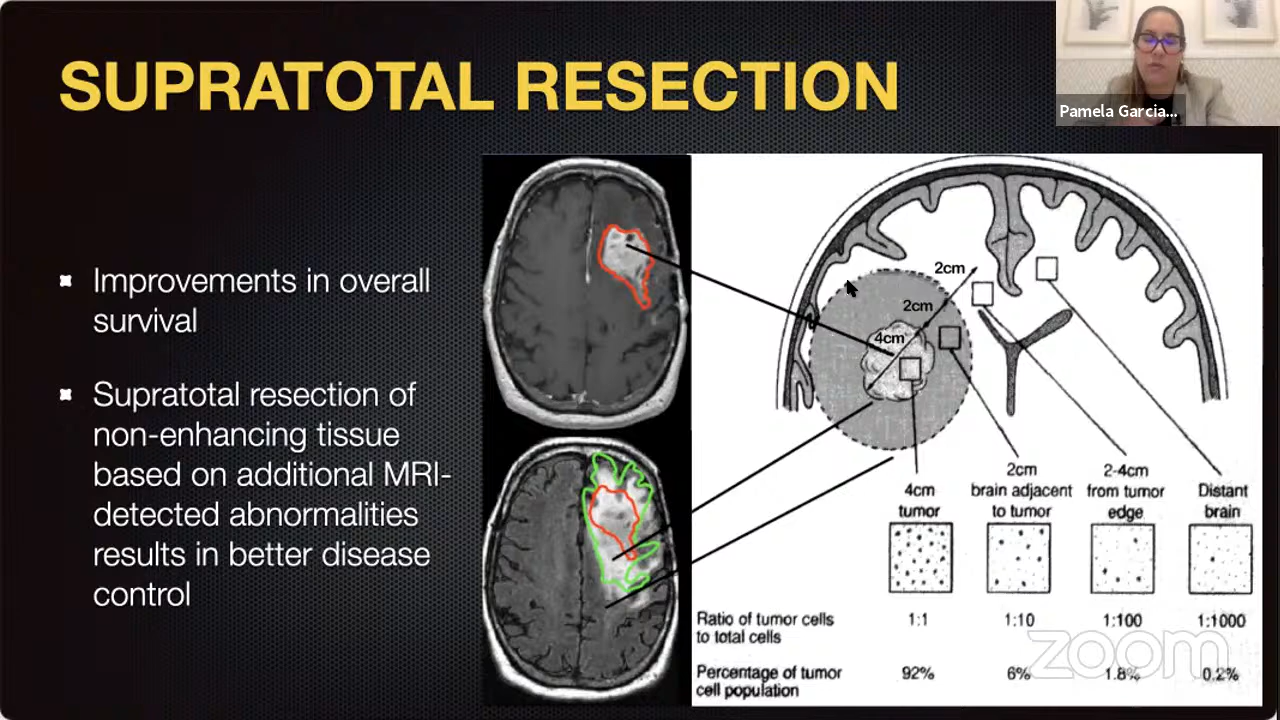 SUPRATOTAL RESECTION
Pamela Garcia...
Improvements in overall
survival
Supratotal resection of
non-enhancing tissue
based on additional MRI-
detected abnormalities
results in better disease
control
2cm
2cm
4cm
4cm
tumor
2cm
brain adjacent
to tumor
2-4cm
from tumor
edge
Distant
brain
Ratio of tumor cells
to total cells
1:1
1:10
1:100
1:1000
Percentage of tumor
cell population
92%
6%
1.8%
0.2%
zoom